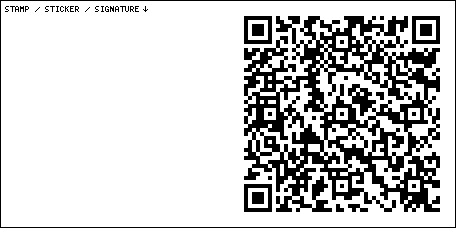 STAMP / STICKER / SIGNATURE ↓